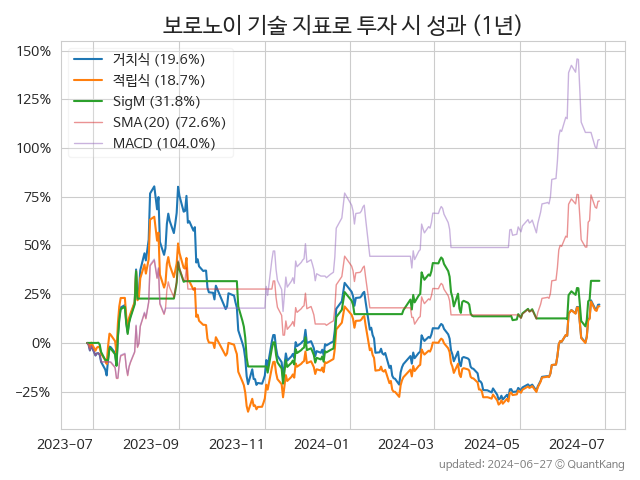 보로노이 기술 지표로 투자 시 성과 (1년)
150%
125%
100%
75%
50%
25%
0%
−25%
거치식 (19.6%)
적립식 (18.7%)
SigM (31.8%)
SMA(20) (72.6%)
MACD (104.0%)
2023-07 2023-09 2023-11 2024-01 2024-03 2024-05 2024-07
updated: 2024-06-27 © QuantKang